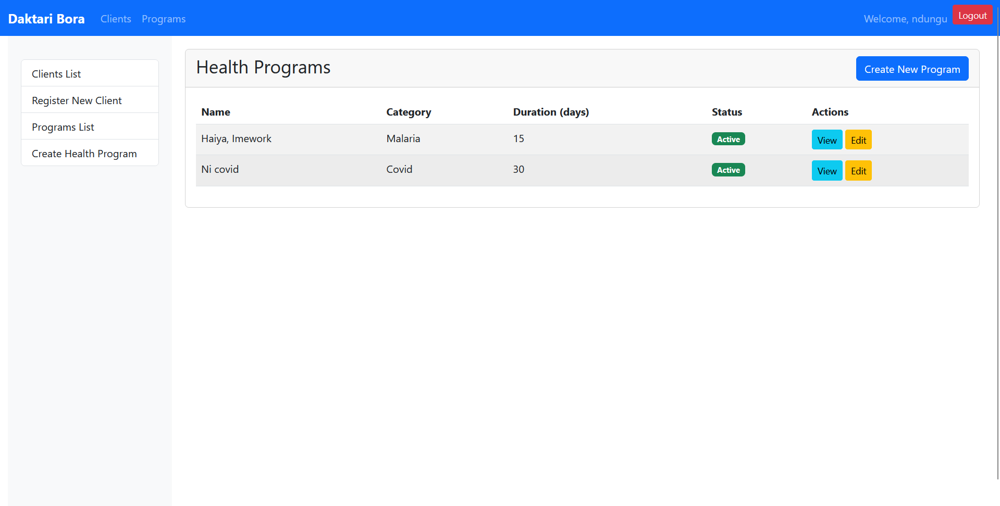 Daktari Bora Clients Programs Welcome, ndungu Logout
Clients List
Register New Client
Programs List
Create Health Program
Health Programs Create New Program
Name Category Duration (days) Status Actions
Haiya, Imework Malaria 15 Active View Edit
Ni covid Covid 30 Active View Edit